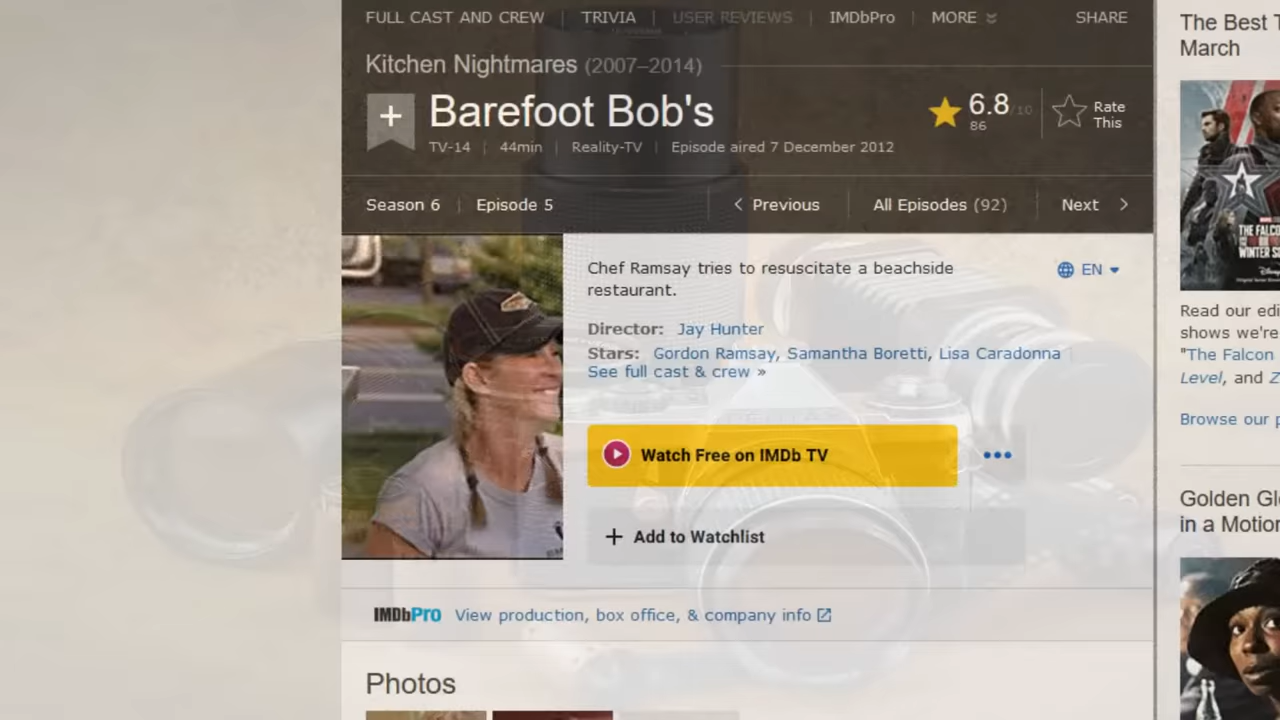 FULL CAST AND CREW | TRIVIA | USER REVIEWS | IMDbPro | MORE SHARE
Kitchen Nightmares (2007–2014)
+ Barefoot Bob's
6.8/10
86
Rate
This
TV-14 | 44min | Reality-TV | Episode aired 7 December 2012
Season 6 | Episode 5
Previous
All Episodes (92)
Next
Chef Ramsay tries to resuscitate a beachside
restaurant.
EN
Director: Jay Hunter
Stars: Gordon Ramsay, Samantha Boretti, Lisa Caradonna |
See full cast & crew »
Watch Free on IMDb TV
+ Add to Watchlist
IMDbPro View production, box office, & company info
Photos
The Best
March
MARVEL
THE FALCON
WINTER
Disney
Read our
shows we're
"The Falcon
Level, and
Browse our
Golden
in a